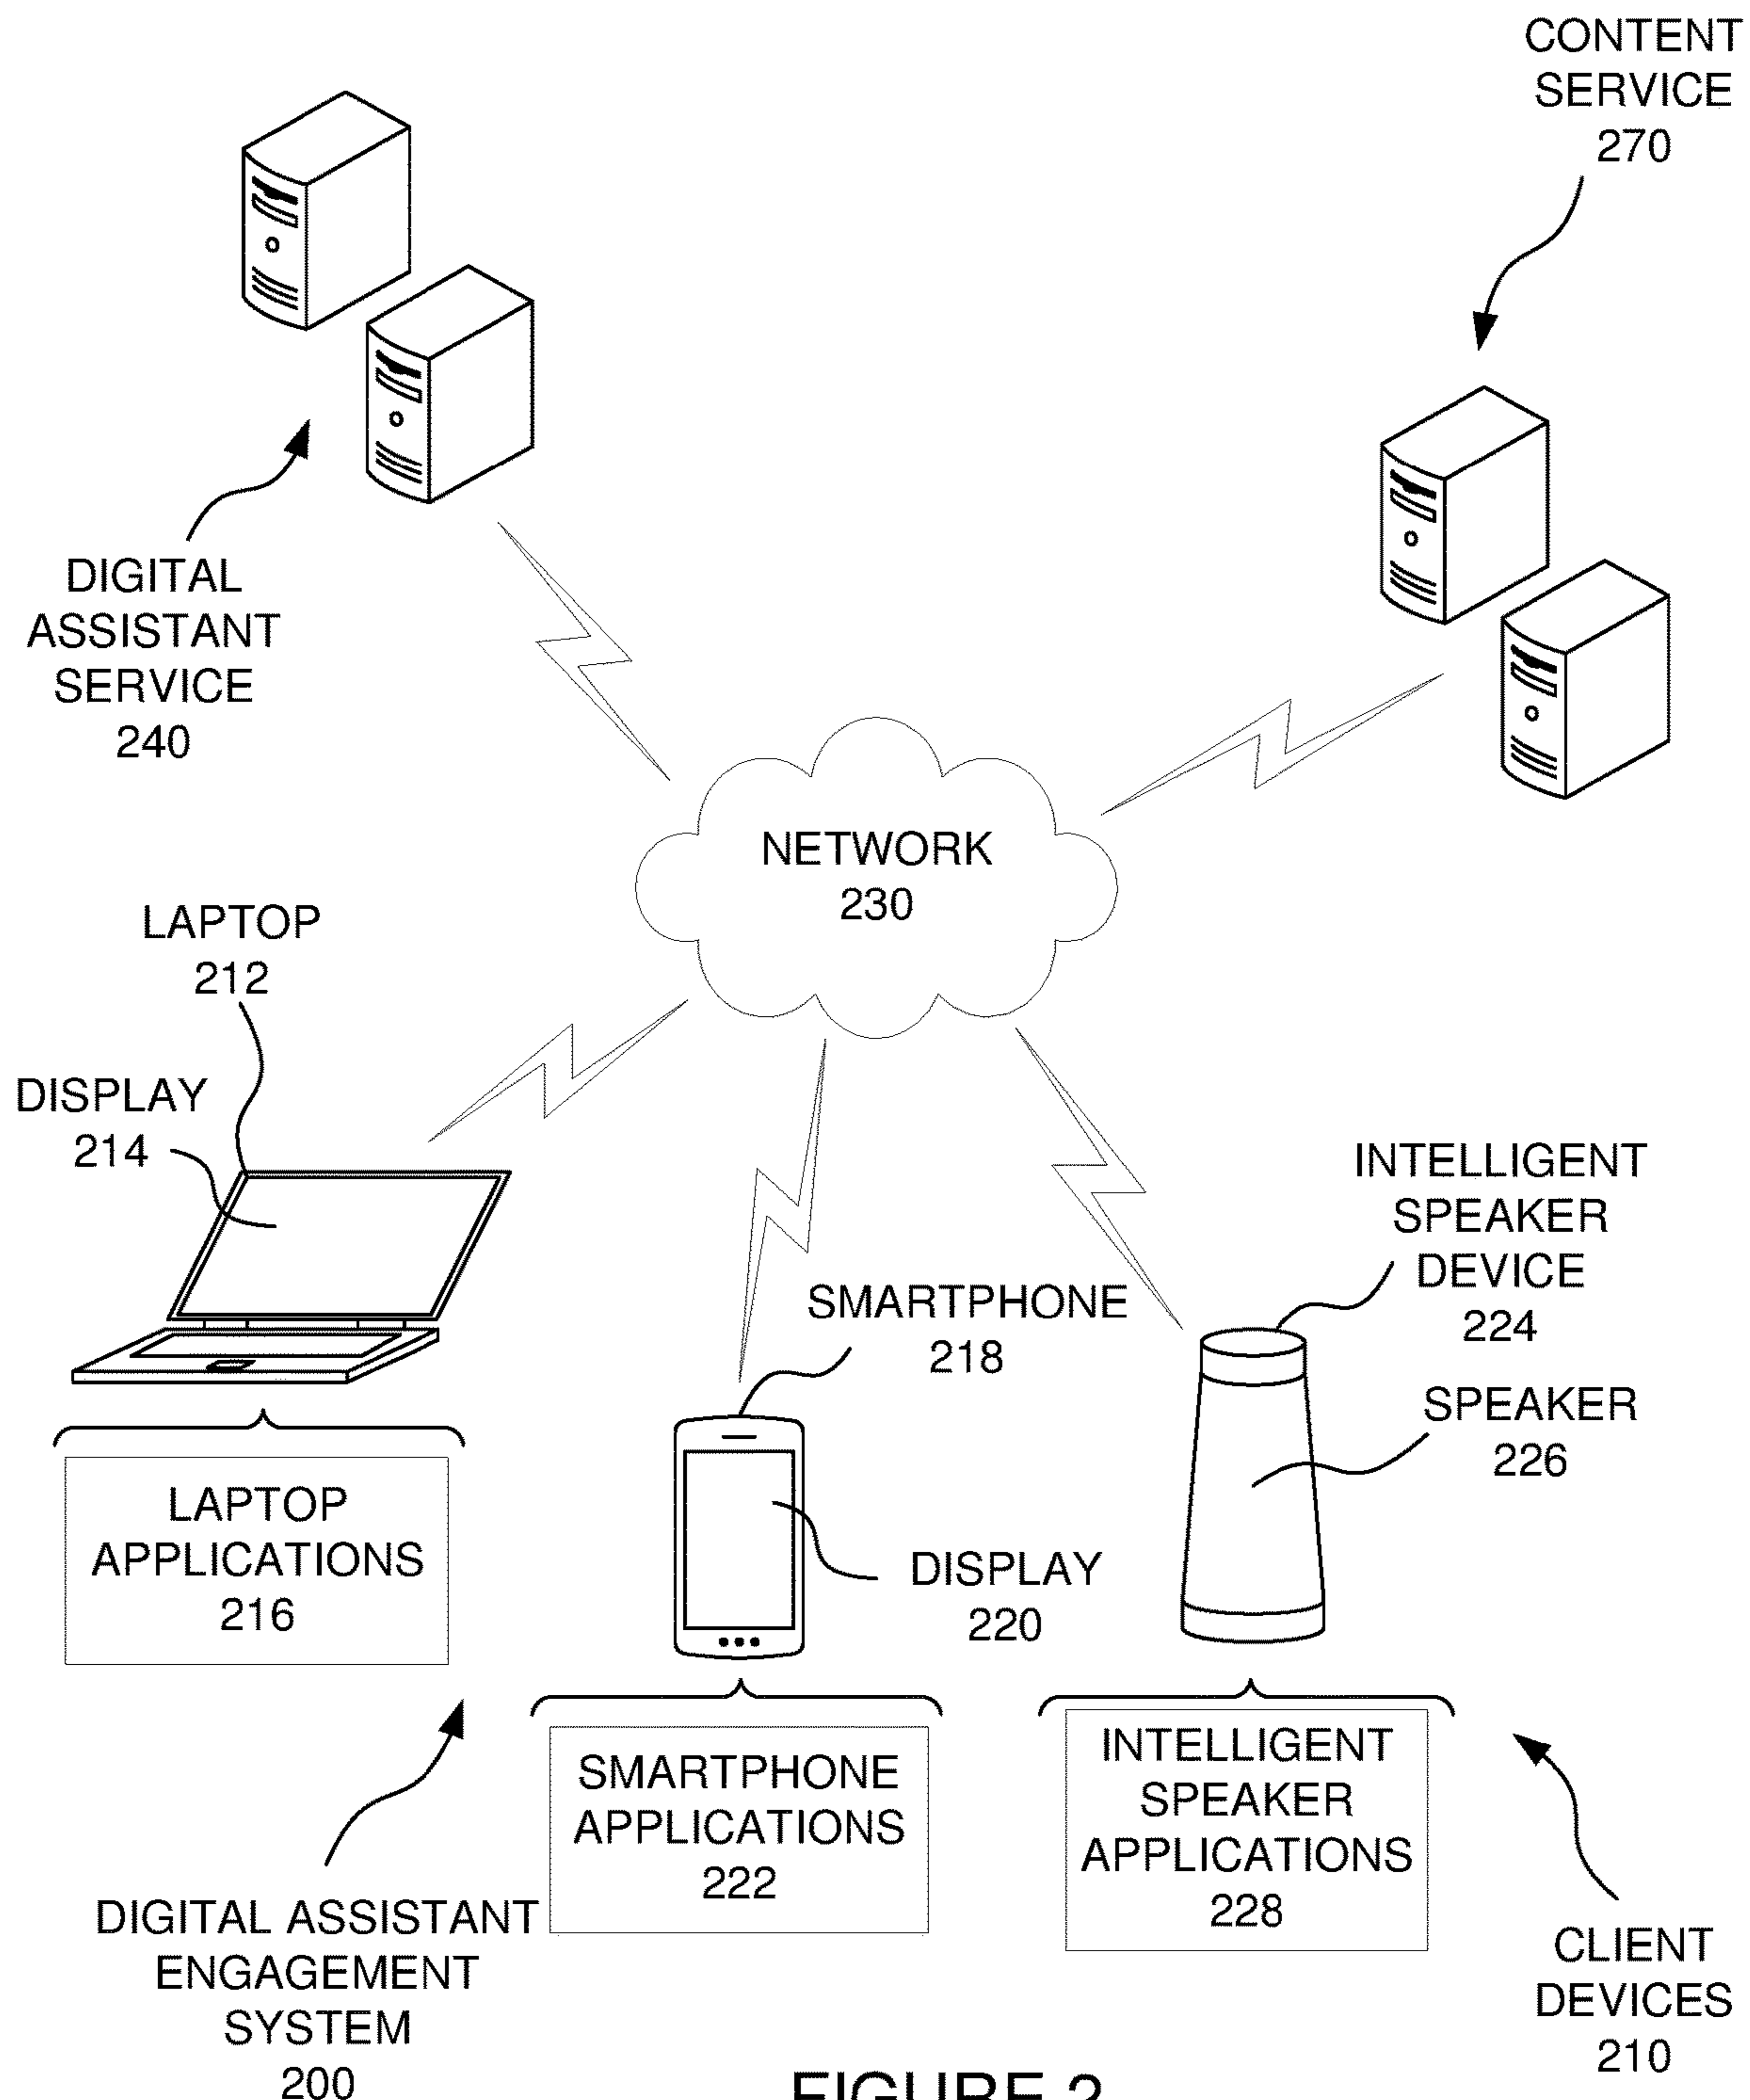 CONTENT
SERVICE
270
DIGITAL
ASSISTANT
SERVICE
240
NETWORK
230
LAPTOP
212
DISPLAY
214
INTELLIGENT
SPEAKER
DEVICE
224
SMARTPHONE
218
SPEAKER
226
LAPTOP
APPLICATIONS
216
DISPLAY
220
SMARTPHONE
APPLICATIONS
222
INTELLIGENT
SPEAKER
APPLICATIONS
228
DIGITAL ASSISTANT
ENGAGEMENT
SYSTEM
200
CLIENT
DEVICES
210
FIGURE 2